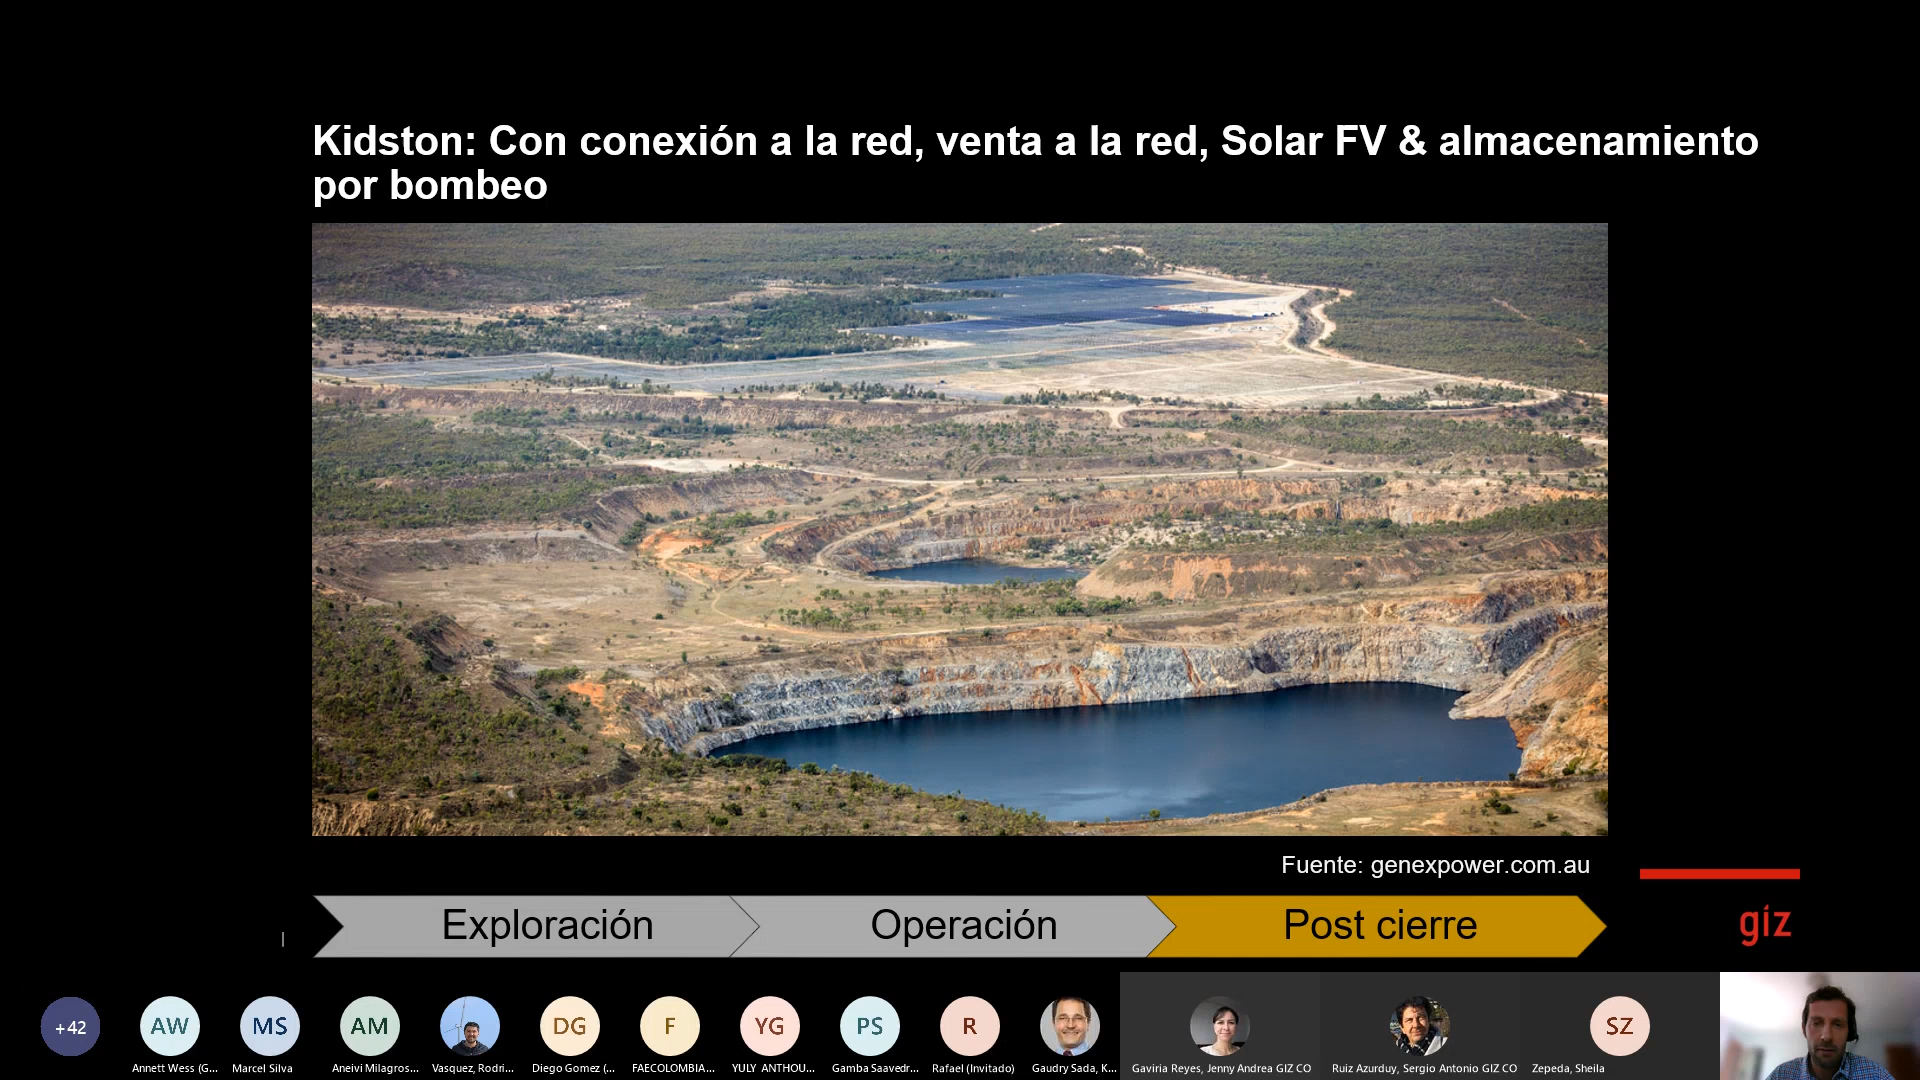 Kidston: Con conexión a la red, venta a la red, Solar FV & almacenamiento
por bombeo
Fuente: genexpower.com.au
Exploración
Operación
Post cierre
giz
+42
AW
MS
AM
DG
F
YG
PS
R
SZ
Annett Wess (G...
Marcel Silva
Aneivi Milagros...
Vasquez, Rodri...
Diego Gomez (...
FAECOLOMBIA...
YULY ANTHOU...
Gamba Saavedr...
Rafael (Invitado)
Gaudry Sada, K...
Gaviria Reyes, Jenny Andrea GIZ CO
Ruiz Azurduy, Sergio Antonio GIZ CO
Zepeda, Sheila